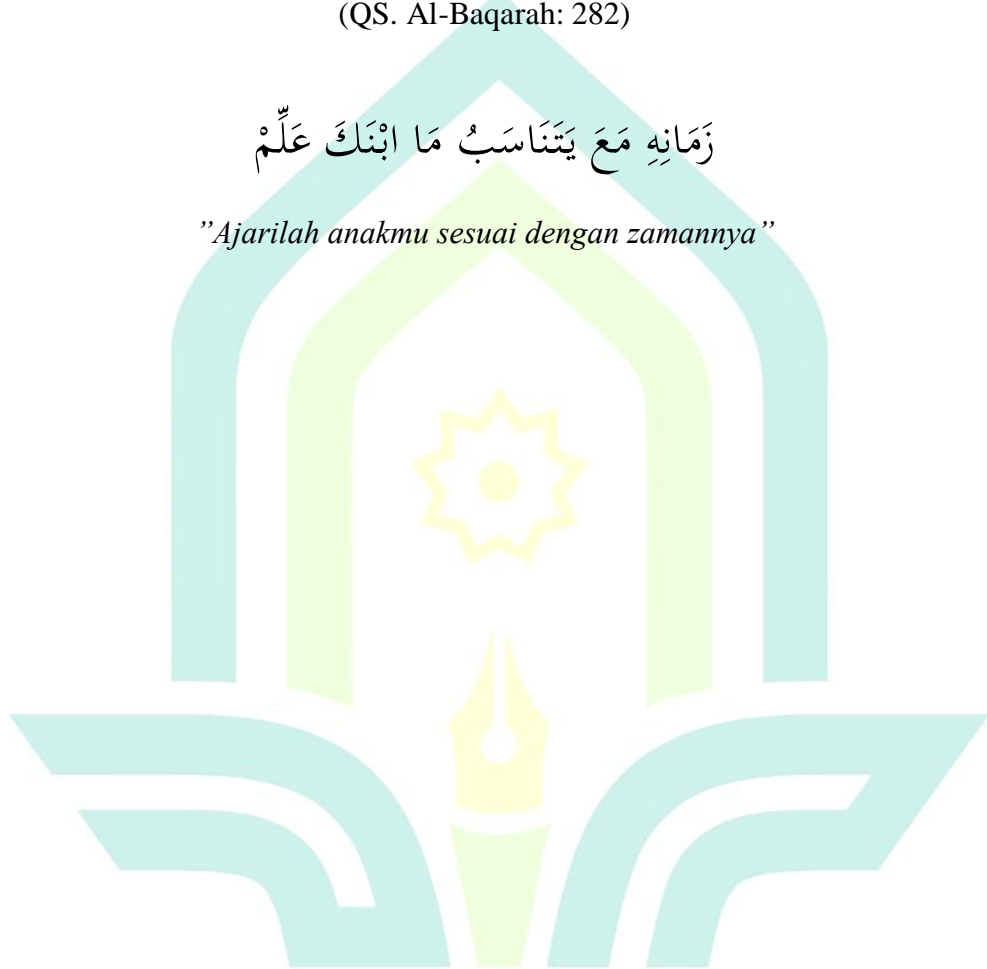 (QS. Al-Baqarah: 282)
زَمَانِهِ مَعَ يَتَنَاسَبُ مَا ابْنَكَ عَلِّمْ
”Ajarilah anakmu sesuai dengan zamannya”